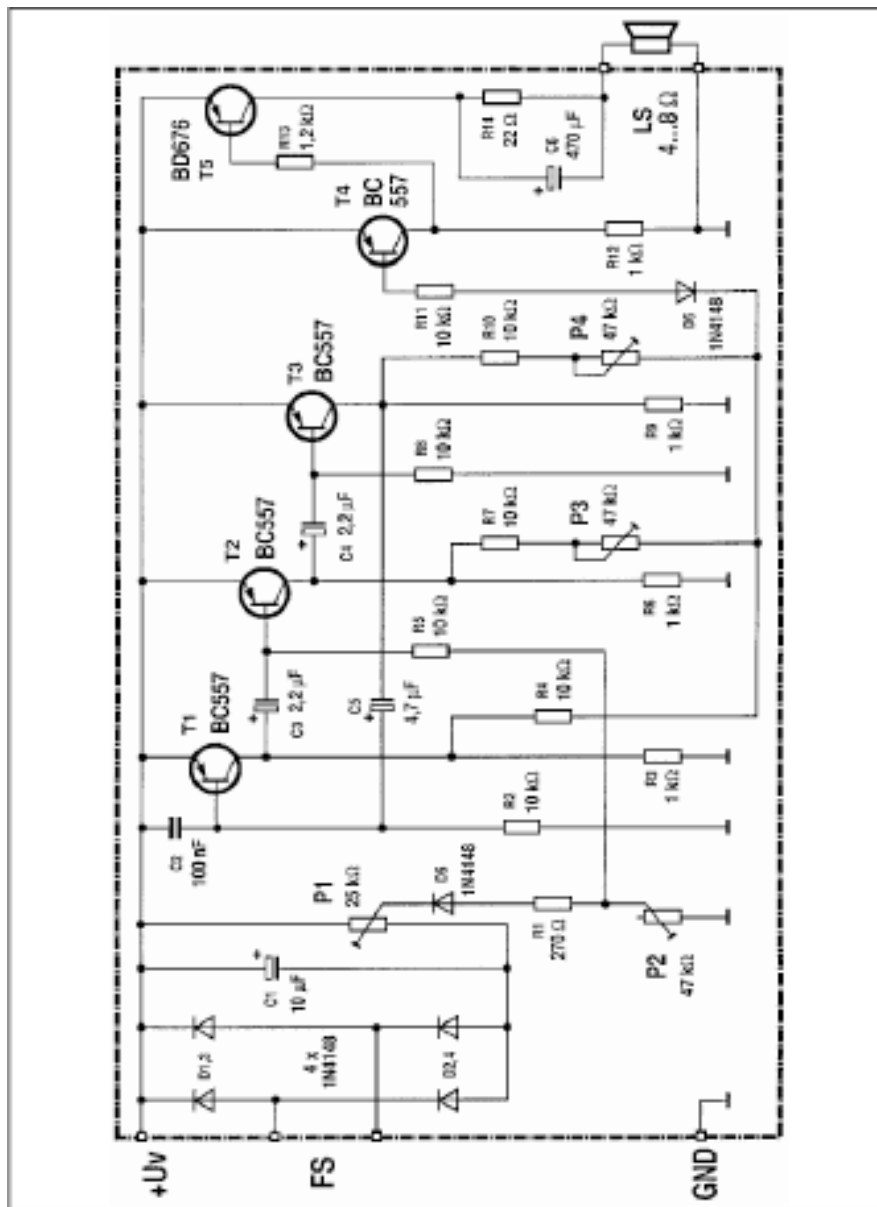 +Uv
FS
GND
D1,3
4 x
1N4148
D2,4
C1
10 µF
P1
25 kΩ
D6
1N4148
R1
270 Ω
P2
47 kΩ
C2
100 nF
R2
10 kΩ
T1
BC557
C3
2,2 µF
C5
4,7 µF
R3
1 kΩ
R4
10 kΩ
T2
BC557
R5
10 kΩ
C4
2,2 µF
R6
1 kΩ
R7
10 kΩ
P3
47 kΩ
T3
BC557
R8
10 kΩ
R9
1 kΩ
R10
10 kΩ
P4
47 kΩ
R11
10 kΩ
D5
1N4148
T4
BC
557
R12
1 kΩ
BD676
T5
R13
1,2 kΩ
R14
22 Ω
C6
470 µF
LS
4...8 Ω